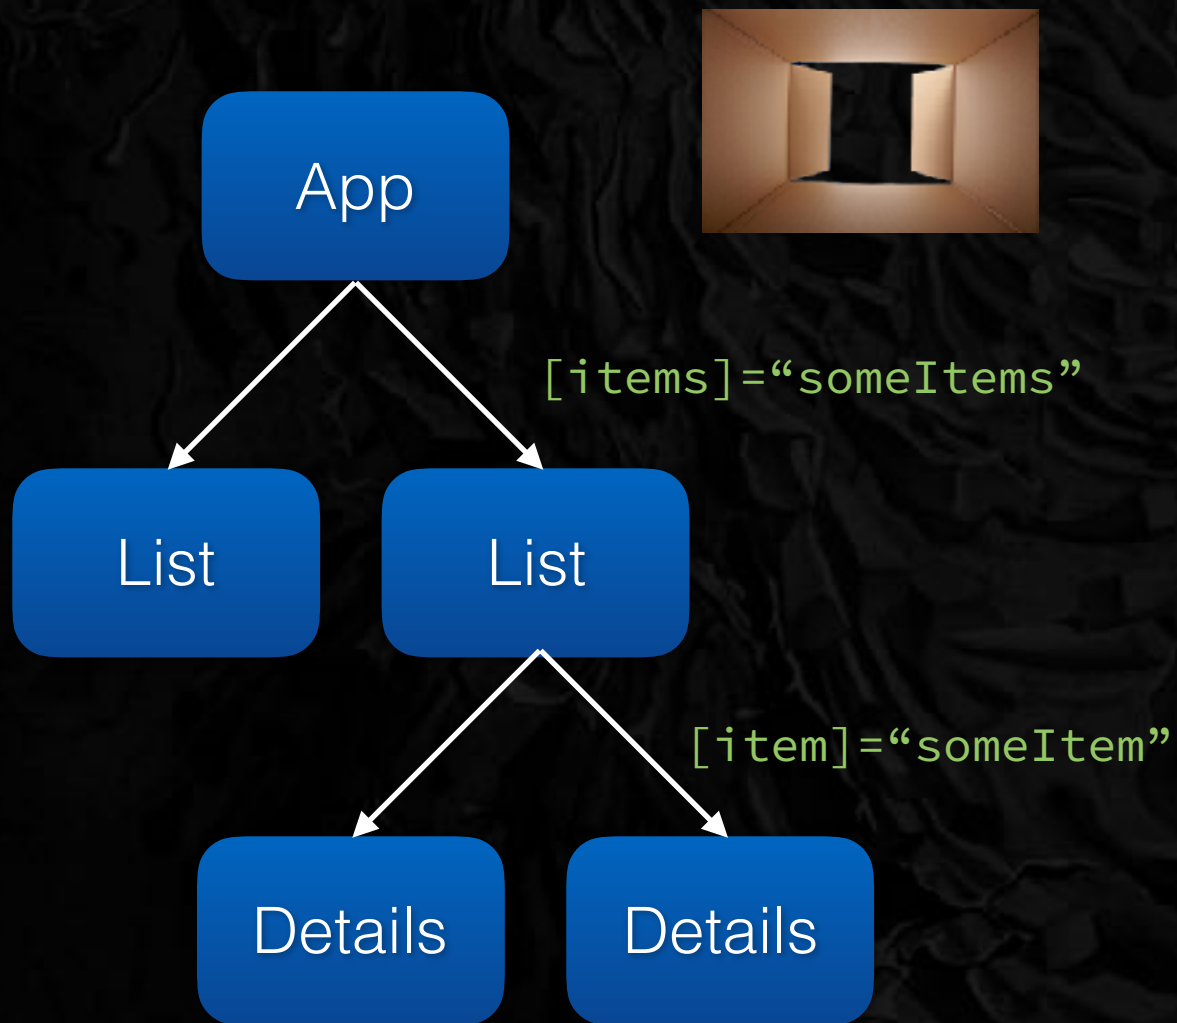 App
[items]=“someItems”
List
List
[item]=“someItem”
Details
Details